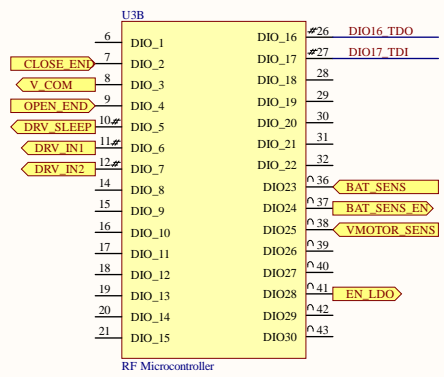 U3B
6 DIO_1 DIO_16 26 DIO16_TDO
CLOSE_END 7 DIO_2 DIO_17 27 DIO17_TDI
V_COM 8 DIO_3 DIO_18 28
OPEN_END 9 DIO_4 DIO_19 29
DRV_SLEEP 10 DIO_5 DIO_20 30
DRV_IN1 11 DIO_6 DIO_21 31
DRV_IN2 12 DIO_7 DIO_22 32
14 DIO_8 DIO23 36 BAT_SENS
15 DIO_9 DIO24 37 BAT_SENS_EN
16 DIO_10 DIO25 38 VMOTOR_SENS
17 DIO_11 DIO26 39
18 DIO_12 DIO27 40
19 DIO_13 DIO28 41 EN_LDO
20 DIO_14 DIO29 42
21 DIO_15 DIO30 43
RF Microcontroller